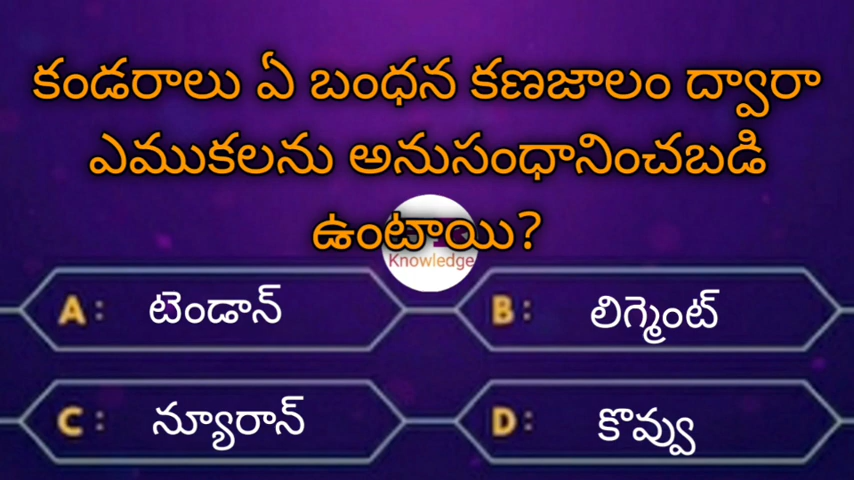 కండరాలు ఏ బంధన కణజాలం ద్వారా
ఎముకలను అనుసంధానించబడి
ఉంటాయి?
Knowledge
A: టెండాన్
B: లిగ్మెంట్
C: న్యూరాన్
D: కొవ్వు